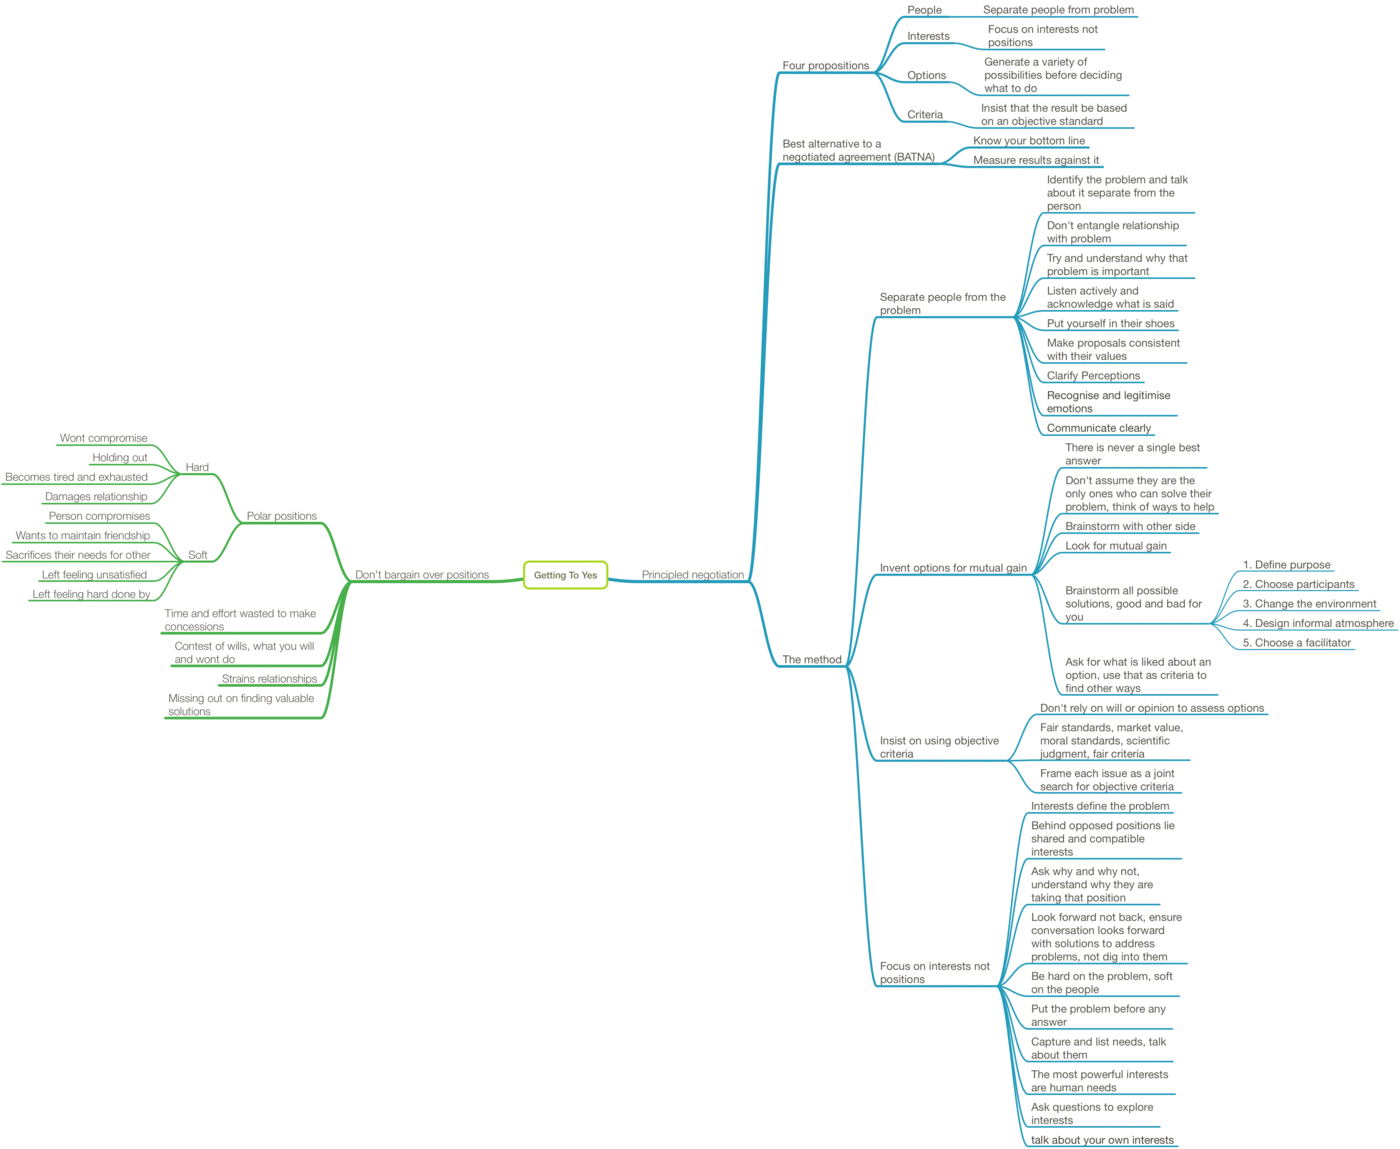 Getting To Yes
Don't bargain over positions
Polar positions
Hard
Wont compromise
Holding out
Becomes tired and exhausted
Damages relationship
Soft
Person compromises
Wants to maintain friendship
Sacrifices their needs for other
Left feeling unsatisfied
Left feeling hard done by
Time and effort wasted to make
concessions
Contest of wills, what you will
and wont do
Strains relationships
Missing out on finding valuable
solutions
Principled negotiation
Four propositions
People
Separate people from problem
Interests
Focus on interests not
positions
Options
Generate a variety of
possibilities before deciding
what to do
Criteria
Insist that the result be based
on an objective standard
Best alternative to a
negotiated agreement (BATNA)
Know your bottom line
Measure results against it
The method
Separate people from the
problem
Identify the problem and talk
about it separate from the
person
Don't entangle relationship
with problem
Try and understand why that
problem is important
Listen actively and
acknowledge what is said
Put yourself in their shoes
Make proposals consistent
with their values
Clarify Perceptions
Recognise and legitimise
emotions
Communicate clearly
Invent options for mutual gain
There is never a single best
answer
Don't assume they are the
only ones who can solve their
problem, think of ways to help
Brainstorm with other side
Look for mutual gain
Brainstorm all possible
solutions, good and bad for
you
1. Define purpose
2. Choose participants
3. Change the environment
4. Design informal atmosphere
5. Choose a facilitator
Ask for what is liked about an
option, use that as criteria to
find other ways
Insist on using objective
criteria
Don't rely on will or opinion to assess options
Fair standards, market value,
moral standards, scientific
judgment, fair criteria
Frame each issue as a joint
search for objective criteria
Focus on interests not
positions
Interests define the problem
Behind opposed positions lie
shared and compatible
interests
Ask why and why not,
understand why they are
taking that position
Look forward not back, ensure
conversation looks forward
with solutions to address
problems, not dig into them
Be hard on the problem, soft
on the people
Put the problem before any
answer
Capture and list needs, talk
about them
The most powerful interests
are human needs
Ask questions to explore
interests
talk about your own interests